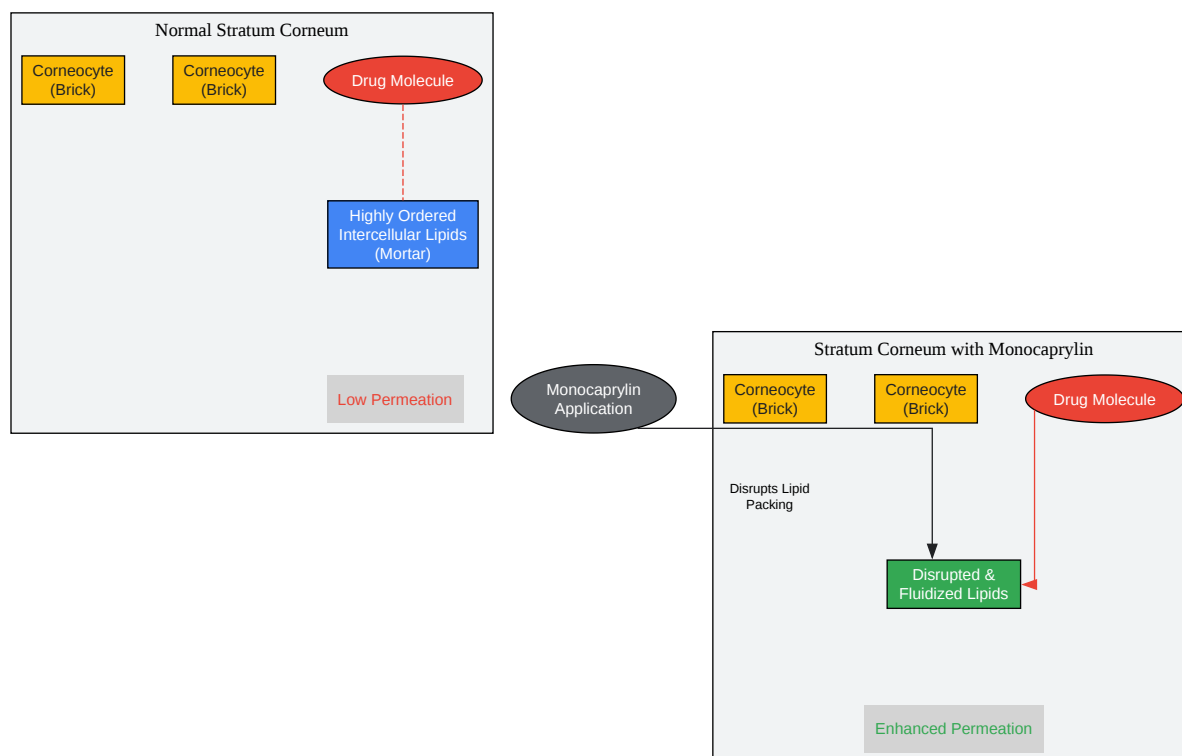 Normal Stratum Corneum
Corneocyte
(Brick)
Corneocyte
(Brick)
Drug Molecule
Highly Ordered
Intercellular Lipids
(Mortar)
Low Permeation
Monocaprylin
Application
Stratum Corneum with Monocaprylin
Corneocyte
(Brick)
Corneocyte
(Brick)
Drug Molecule
Disrupts Lipid
Packing
Disrupted &
Fluidized Lipids
Enhanced Permeation